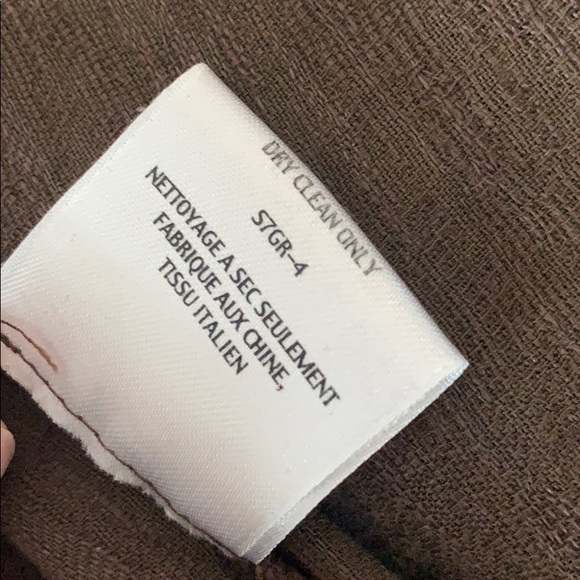 DRY CLEAN ONLY
S7GR-4
NETTOYAGE A SEC SEULEMENT
FABRIQUE AUX CHINE,
TISSU ITALIEN